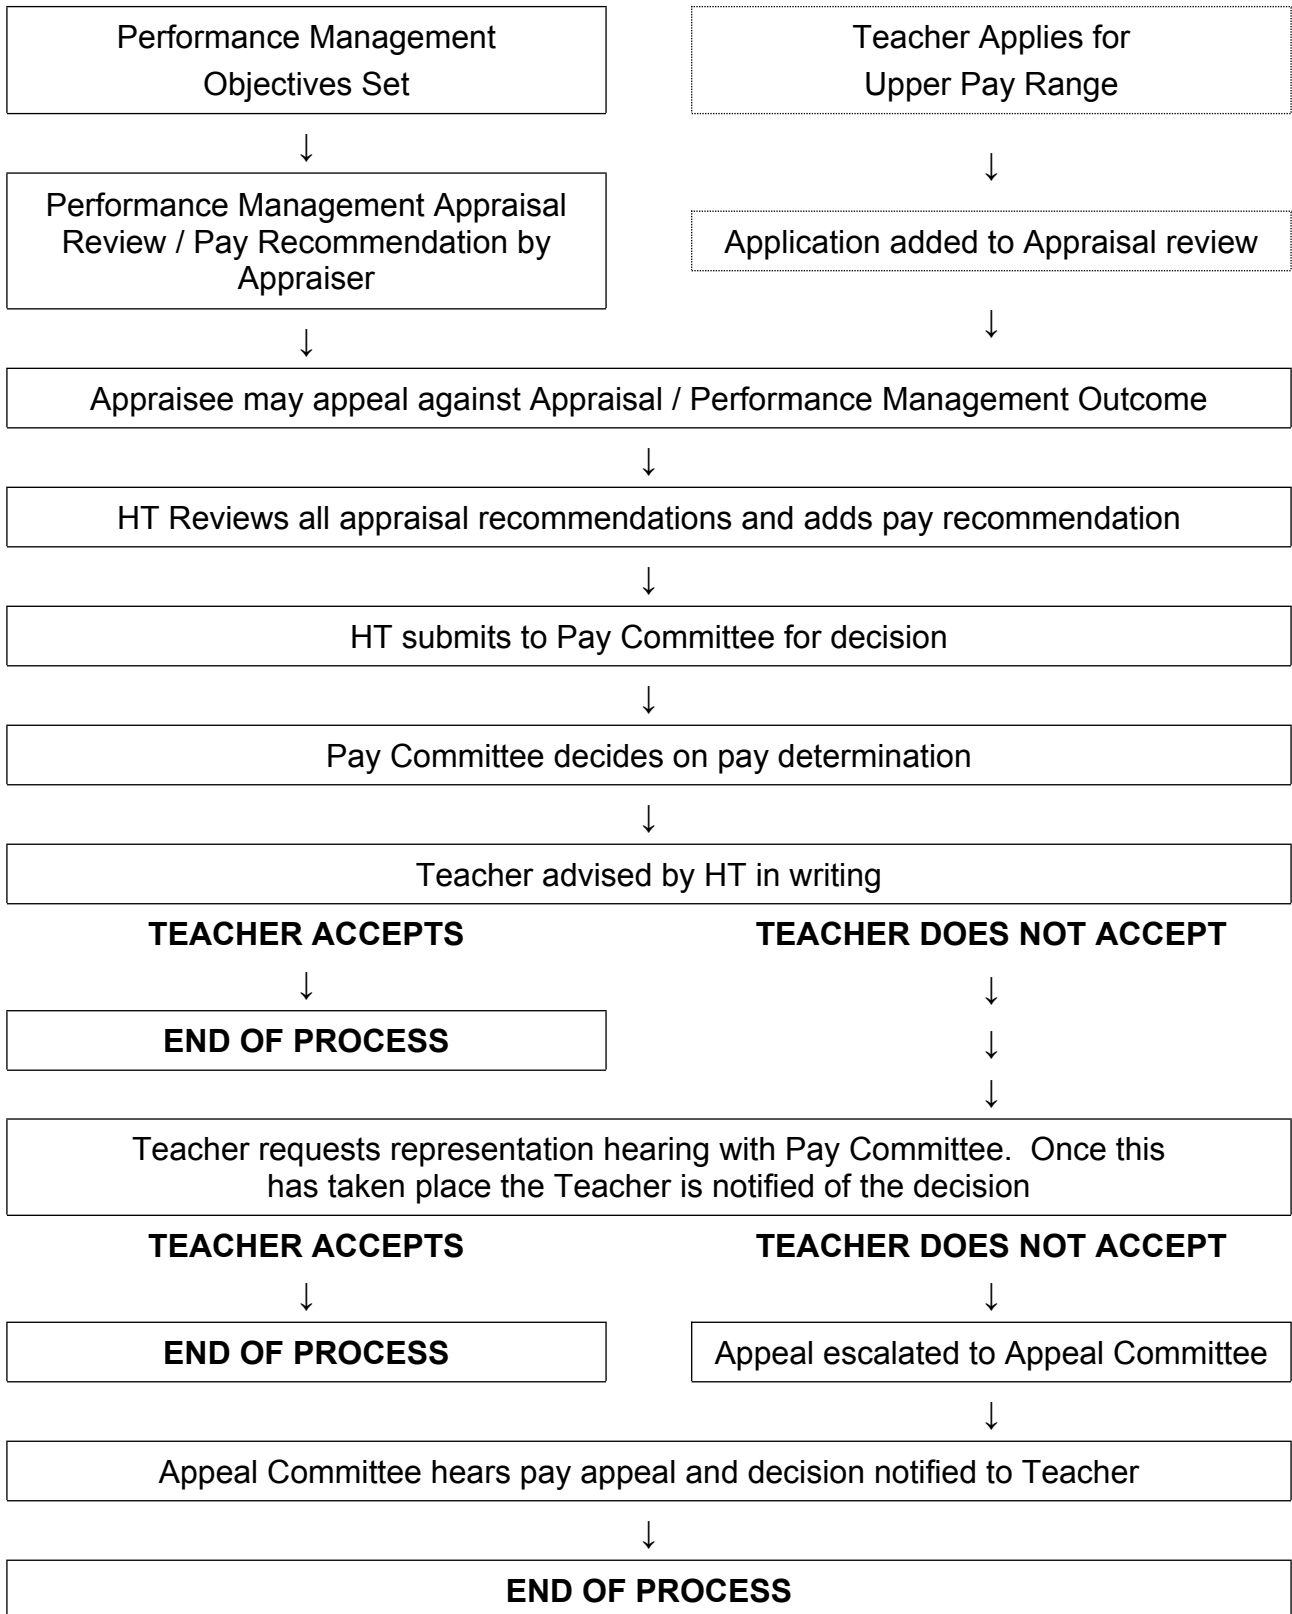 Performance Management
Objectives Set
Teacher Applies for
Upper Pay Range
↓
↓
Performance Management Appraisal
Review / Pay Recommendation by
Appraiser
Application added to Appraisal review
↓
↓
Appraisee may appeal against Appraisal / Performance Management Outcome
↓
HT Reviews all appraisal recommendations and adds pay recommendation
↓
HT submits to Pay Committee for decision
↓
Pay Committee decides on pay determination
↓
Teacher advised by HT in writing
TEACHER ACCEPTS
TEACHER DOES NOT ACCEPT
↓
↓
END OF PROCESS
↓
↓
Teacher requests representation hearing with Pay Committee.  Once this
has taken place the Teacher is notified of the decision
TEACHER ACCEPTS
TEACHER DOES NOT ACCEPT
↓
↓
END OF PROCESS
Appeal escalated to Appeal Committee
↓
Appeal Committee hears pay appeal and decision notified to Teacher
↓
END OF PROCESS